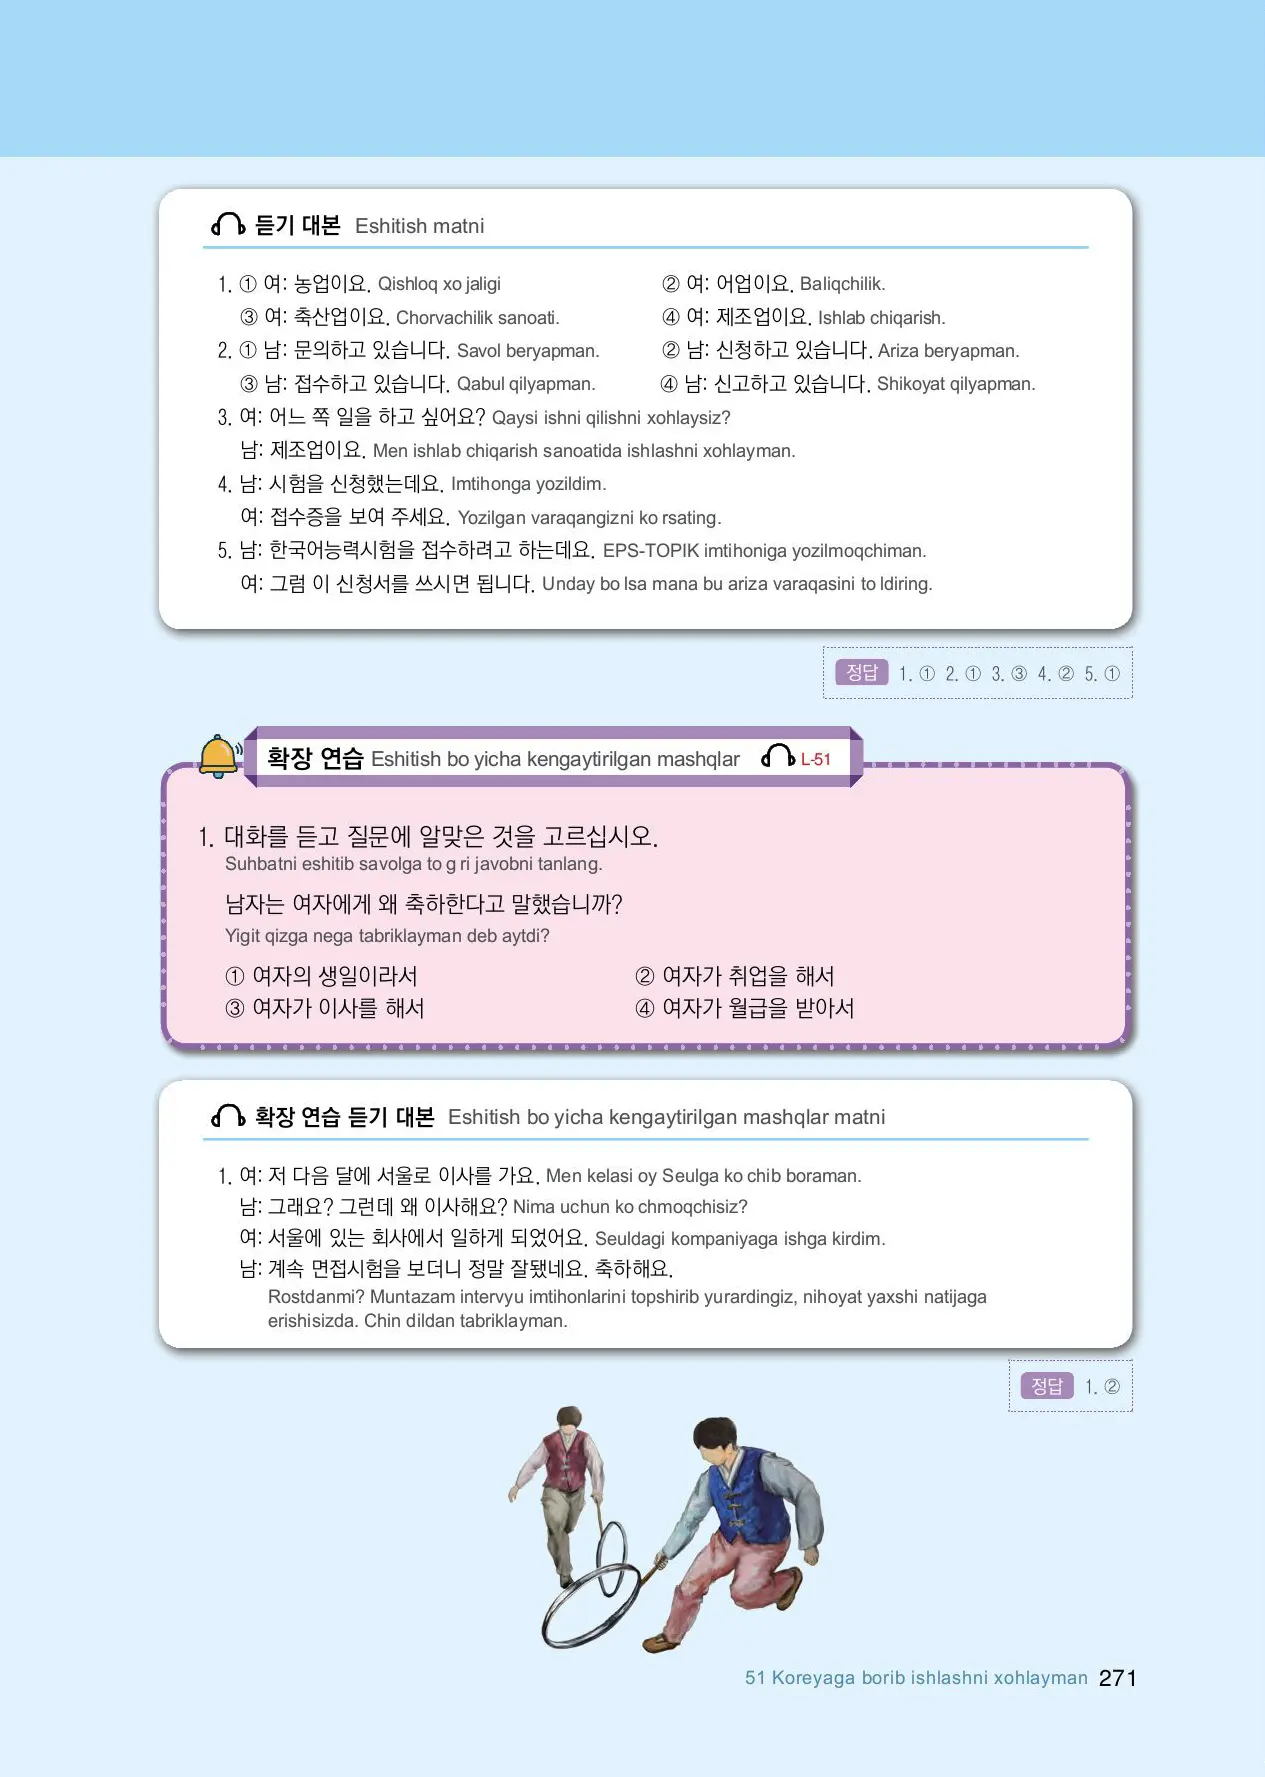 듣기 대본 Eshitish matni
1. ① 여: 농업이요. Qishloq xo jaligi ② 여: 어업이요. Baliqchilik.
③ 여: 축산업이요. Chorvachilik sanoati. ④ 여: 제조업이요. Ishlab chiqarish.
2. ① 남: 문의하고 있습니다. Savol beryapman. ② 남: 신청하고 있습니다. Ariza beryapman.
③ 남: 접수하고 있습니다. Qabul qilyapman. ④ 남: 신고하고 있습니다. Shikoyat qilyapman.
3. 여: 어느 쪽 일을 하고 싶어요? Qaysi ishni qilishni xohlaysiz?
남: 제조업이요. Men ishlab chiqarish sanoatida ishlashni xohlayman.
4. 남: 시험을 신청했는데요. Imtihonga yozildim.
여: 접수증을 보여 주세요. Yozilgan varaqangizni ko rsating.
5. 남: 한국어능력시험을 접수하려고 하는데요. EPS-TOPIK imtihoniga yozilmoqchiman.
여: 그럼 이 신청서를 쓰시면 됩니다. Unday bo lsa mana bu ariza varaqasini to ldiring.
정답 1. ① 2. ① 3. ③ 4. ② 5. ①
확장 연습 Eshitish bo yicha kengaytirilgan mashqlar L-51
1. 대화를 듣고 질문에 알맞은 것을 고르십시오.
Suhbatni eshitib savolga to g ri javobni tanlang.
남자는 여자에게 왜 축하한다고 말했습니까?
Yigit qizga nega tabriklayman deb aytdi?
① 여자의 생일이라서 ② 여자가 취업을 해서
③ 여자가 이사를 해서 ④ 여자가 월급을 받아서
확장 연습 듣기 대본 Eshitish bo yicha kengaytirilgan mashqlar matni
1. 여: 저 다음 달에 서울로 이사를 가요. Men kelasi oy Seulga ko chib boraman.
남: 그래요? 그런데 왜 이사해요? Nima uchun ko chmoqchisiz?
여: 서울에 있는 회사에서 일하게 되었어요. Seuldagi kompaniyaga ishga kirdim.
남: 계속 면접시험을 보더니 정말 잘됐네요. 축하해요.
Rostdanmi? Muntazam intervyu imtihonlarini topshirib yurardingiz, nihoyat yaxshi natijaga
erishisizda. Chin dildan tabriklayman.
정답 1. ②
51 Koreyaga borib ishlashni xohlayman 271